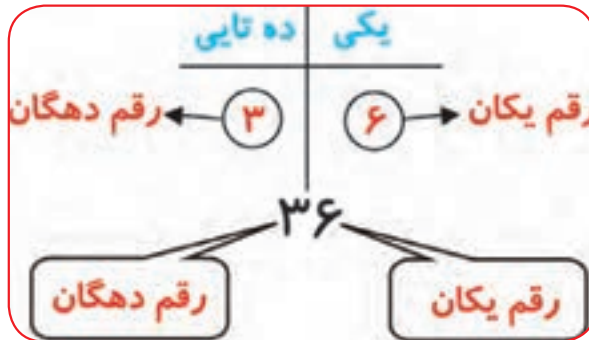 یکی ده تایی
رقم یکان ۶ ۳ رقم دهگان
۳۶
رقم یکان رقم دهگان